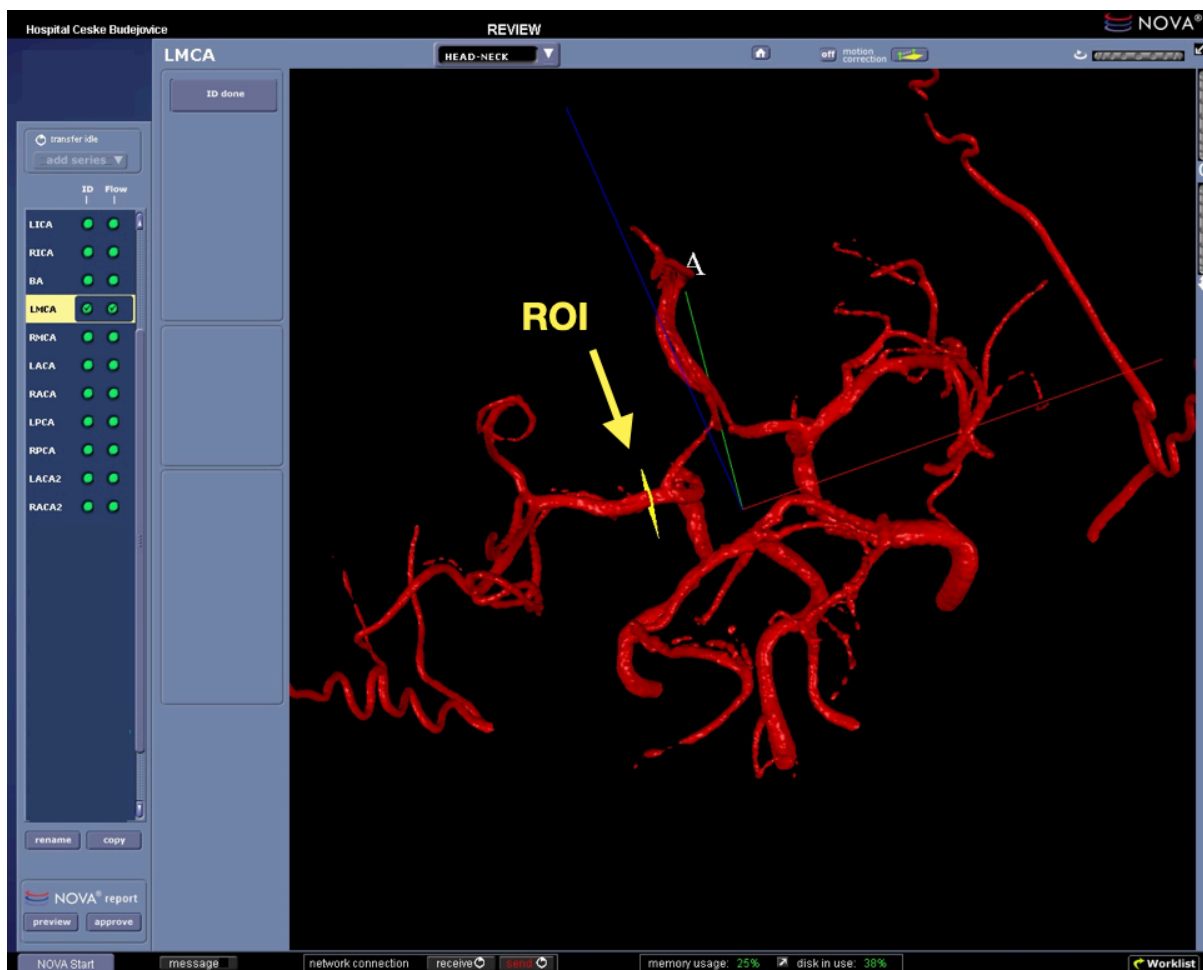 Hospital Ceske Budejovice
REVIEW
NOVA®
LMCA
HEAD-NECK
off
motion correction
ID done
transfer idle
add series
ID Flow
LICA
RICA
BA
LMCA
RMCA
LACA
RACA
LPCA
RPCA
LACA2
RACA2
A
ROI
rename copy
NOVA® report
preview approve
NOVA Start
message
network connection receive send
memory usage: 25% disk in use: 38%
Worklist